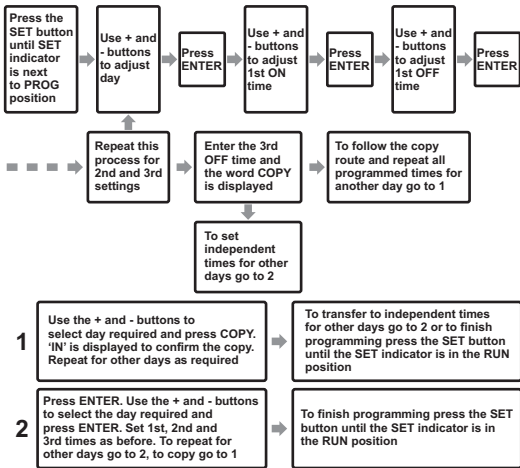 Press the
SET button
until SET
indicator
is next
to PROG
position
Use + and
- buttons
to adjust
day
Press
ENTER
Use + and
- buttons
to adjust
1st ON
time
Press
ENTER
Use + and
- buttons
to adjust
1st OFF
time
Press
ENTER
Repeat this
process for
2nd and 3rd
settings
Enter the 3rd
OFF time and
the word COPY
is displayed
To follow the copy
route and repeat all
programmed times for
another day go to 1
To set
independent
times for other
days go to 2
1
Use the + and - buttons to
select day required and press COPY.
‘IN’ is displayed to confirm the copy.
Repeat for other days as required
To transfer to independent times
for other days go to 2 or to finish
programming press the SET button
until the SET indicator is in the RUN
position
2
Press ENTER. Use the + and - buttons
to select the day required and
press ENTER. Set 1st, 2nd and
3rd times as before. To repeat for
other days go to 2, to copy go to 1
To finish programming press the SET
button until the SET indicator is in
the RUN position